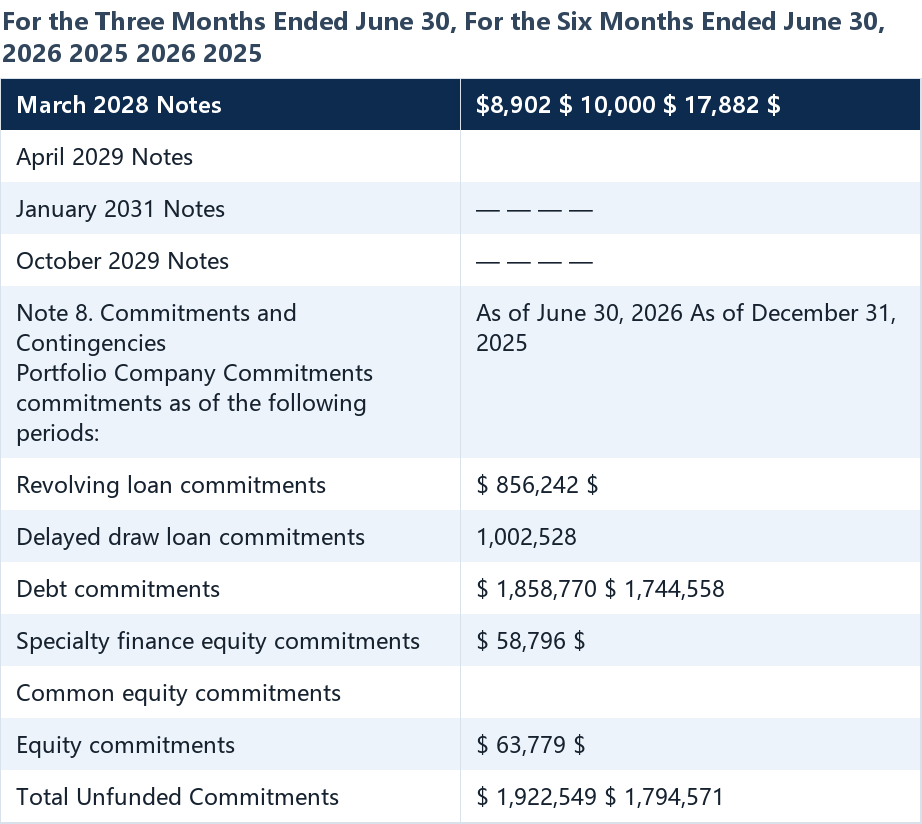 For the Three Months Ended June 30, For the Six Months Ended June 30,
2026 2025 2026 2025
March 2028 Notes $8,902 $ 10,000 $ 17,882 $
April 2029 Notes
January 2031 Notes — — — —
October 2029 Notes — — — —
Note 8. Commitments and
Contingencies
Portfolio Company Commitments
commitments as of the following
periods:
As of June 30, 2026 As of December 31,
2025
Revolving loan commitments $ 856,242 $
Delayed draw loan commitments 1,002,528
Debt commitments $ 1,858,770 $ 1,744,558
Specialty finance equity commitments $ 58,796 $
Common equity commitments
Equity commitments $ 63,779 $
Total Unfunded Commitments $ 1,922,549 $ 1,794,571